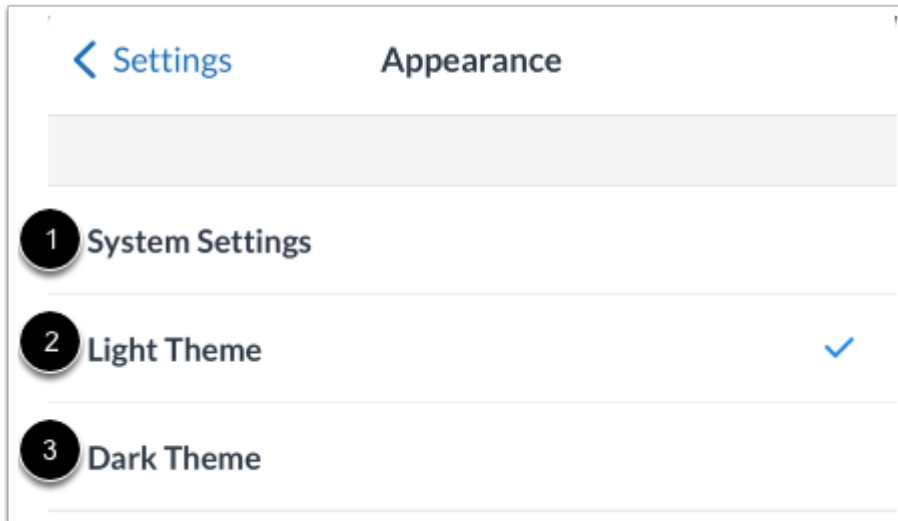 Settings Appearance
1 System Settings
2 Light Theme
3 Dark Theme